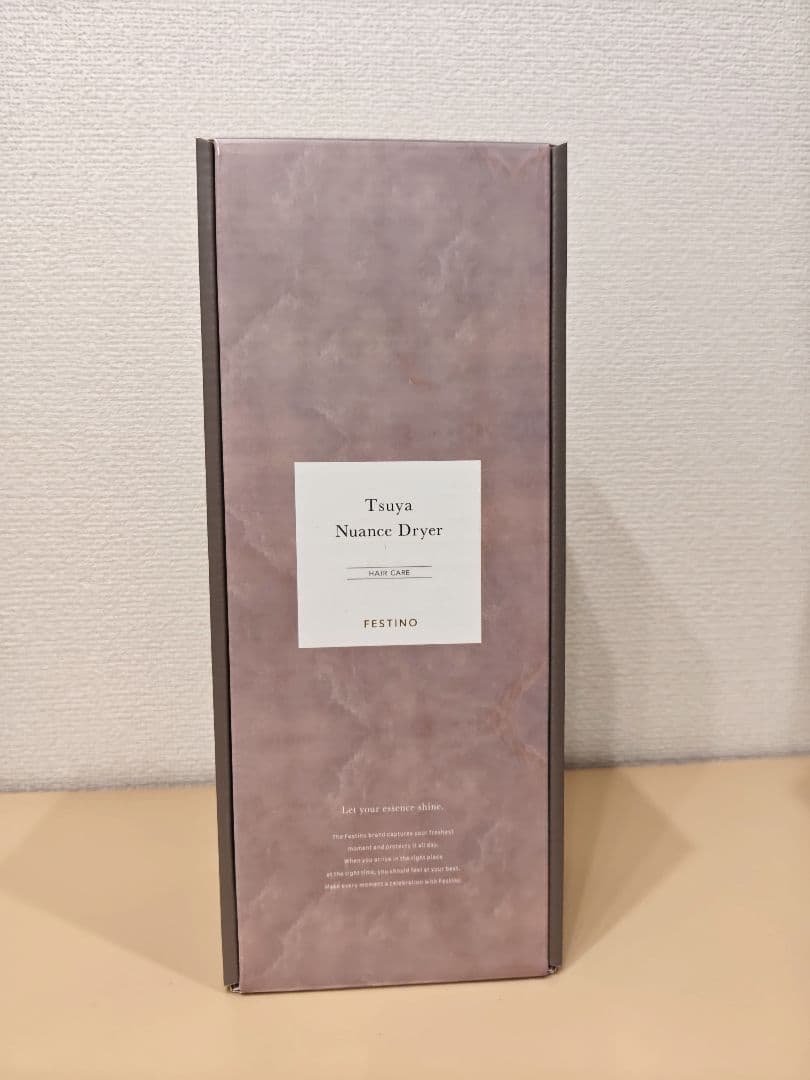 Tsuya
Nuance Dryer
HAIR CARE
FESTINO
Let your essence shine.
The Festino brand captures your freshest
moment and protects it all day.
When you arrive in the right place
at the right time, you should feel at your best.
Make every moment a celebration with Festino.